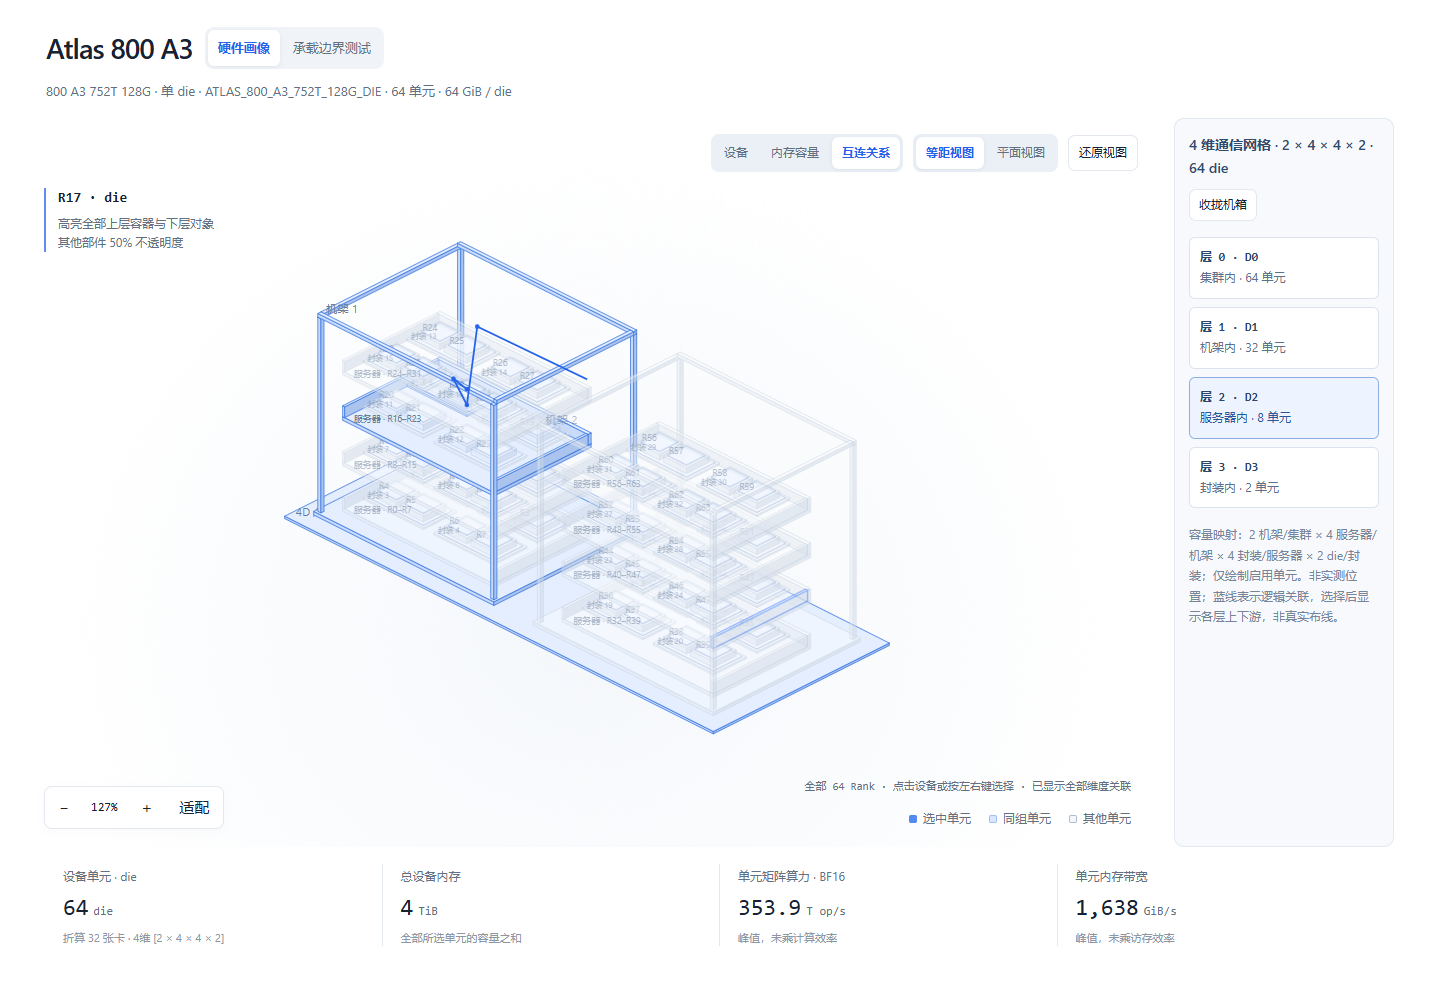 Atlas 800 A3
硬件画像
承载边界测试
800 A3 752T 128G · 单 die · ATLAS_800_A3_752T_128G_DIE · 64 单元 · 64 GiB / die
设备
内存容量
互连关系
等距视图
平面视图
还原视图
R17 · die
高亮全部上层容器与下层对象
其他部件 50% 不透明度
机架 1
R24
R25
R26
封装 14
R27
服务器 · R24–R31
服务器 · R16–R23
服务器 · R8–R15
服务器 · R0–R7
4D
机架 2
R56
R57
R58
封装 30
R59
服务器 · R56–R63
服务器 · R48–R55
服务器 · R40–R47
服务器 · R32–R39
4 维通信网格 · 2 × 4 × 4 × 2 ·
64 die
收拢机箱
层 0 · D0
集群内 · 64 单元
层 1 · D1
机架内 · 32 单元
层 2 · D2
服务器内 · 8 单元
层 3 · D3
封装内 · 2 单元
容量映射：2 机架/集群 × 4 服务器/
机架 × 4 封装/服务器 × 2 die/封
装；仅绘制启用单元。非实测位
置；蓝线表示逻辑关联，选择后显
示各层上下游，非真实布线。
− 127% + 适配
全部 64 Rank · 点击设备或按左右键选择 · 已显示全部维度关联
选中单元
同组单元
其他单元
设备单元 · die
64 die
折算 32 张卡 · 4维 [2 × 4 × 4 × 2]
总设备内存
4 TiB
全部所选单元的容量之和
单元矩阵算力 · BF16
353.9 T op/s
峰值，未乘计算效率
单元内存带宽
1,638 GiB/s
峰值，未乘访存效率